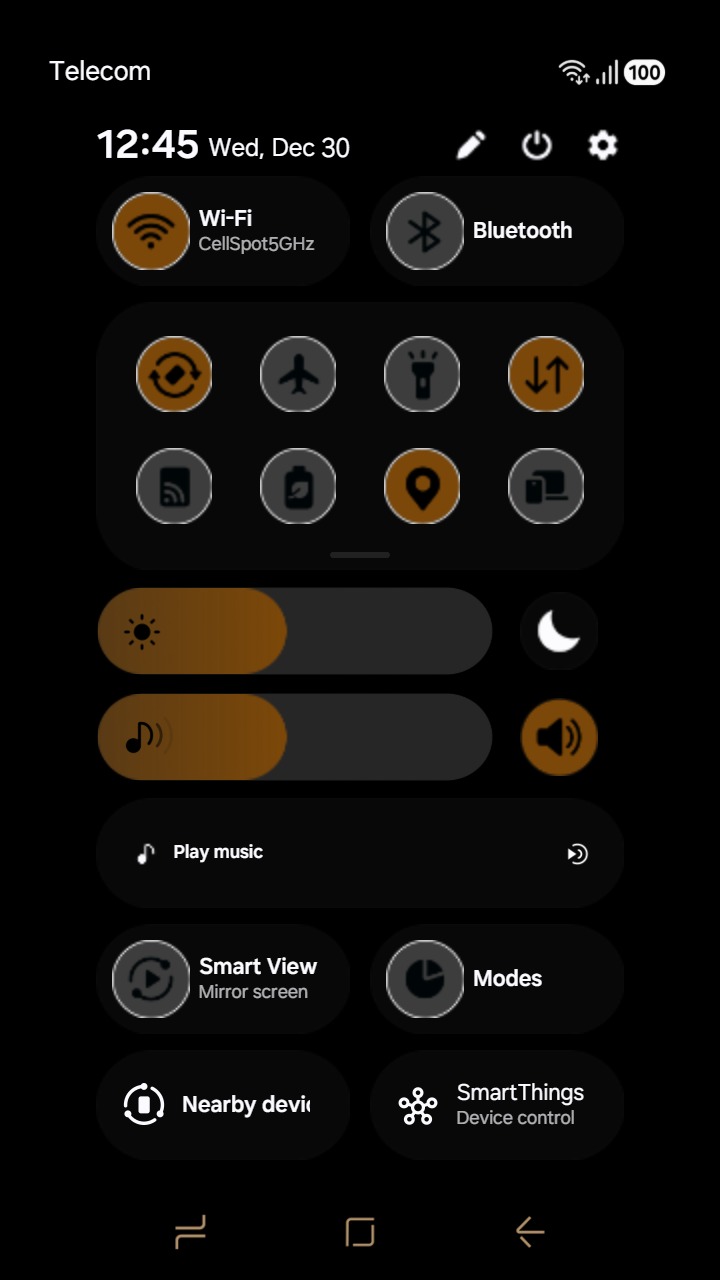 Telecom
100
12:45 Wed, Dec 30
Wi-Fi
CellSpot5GHz
Bluetooth
Play music
Smart View
Mirror screen
Modes
Nearby devi
SmartThings
Device control